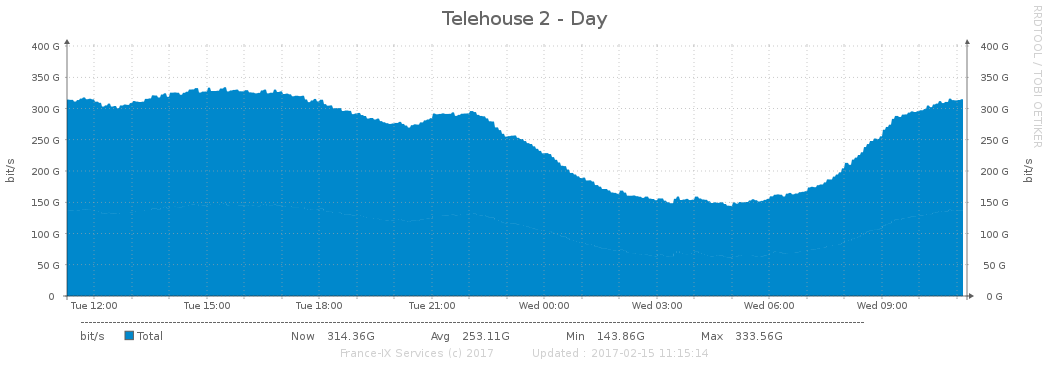 Telehouse 2 - Day
RRDTOOL / TOBI OETIKER
400 G 400 G
350 G 350 G
300 G 300 G
250 G 250 G
200 G 200 G
150 G 150 G
100 G 100 G
50 G 50 G
0 0 G
bit/s bit/s
Tue 12:00 Tue 15:00 Tue 18:00 Tue 21:00 Wed 00:00 Wed 03:00 Wed 06:00 Wed 09:00
bit/s Total Now 314.36G Avg 253.11G Min 143.86G Max 333.56G
France-IX Services (c) 2017 Updated : 2017-02-15 11:15:14